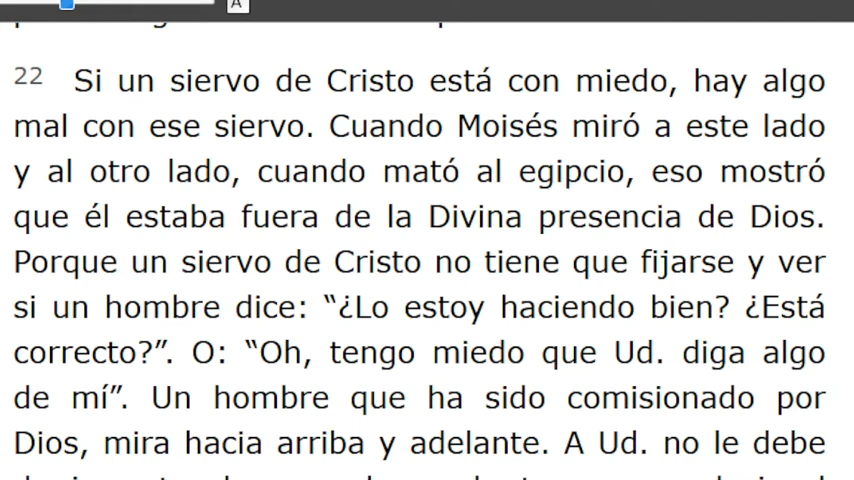 A
22 Si un siervo de Cristo está con miedo, hay algo
mal con ese siervo. Cuando Moisés miró a este lado
y al otro lado, cuando mató al egipcio, eso mostró
que él estaba fuera de la Divina presencia de Dios.
Porque un siervo de Cristo no tiene que fijarse y ver
si un hombre dice: “¿Lo estoy haciendo bien? ¿Está
correcto?”. O: “Oh, tengo miedo que Ud. diga algo
de mí”. Un hombre que ha sido comisionado por
Dios, mira hacia arriba y adelante. A Ud. no le debe